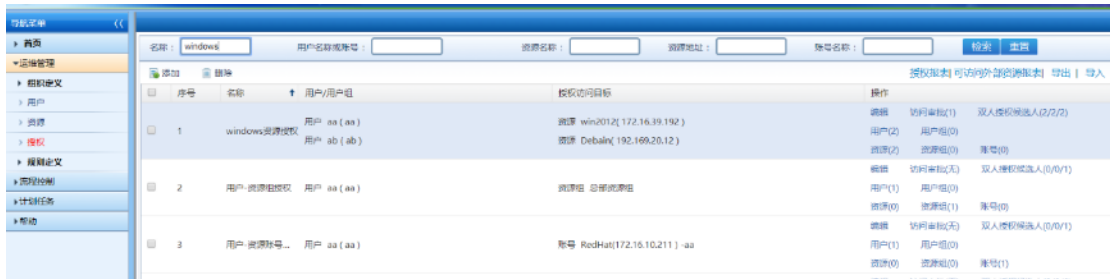 导航菜单 《
首页
运维管理
组织定义
用户
资源
授权
规则定义
流程控制
计划任务
帮助
名称： windows 用户名称或账号： 资源名称： 资源地址： 账号名称： 检索 重置
添加 删除 授权报表| 可访问外部资源报表| 导出 | 导入
序号 名称 用户/用户组 授权访问目标 操作
1 windows资源授权
用户 aa ( aa )
用户 ab ( ab )
资源 win2012( 172.16.39.192 )
资源 Debain( 192.169.20.12 )
编辑 访问审批(1) 双人授权候选人(2/2/2)
用户(2) 用户组(0)
资源(2) 资源组(0) 账号(0)
2 用户-资源组授权 用户 aa ( aa ) 资源组 总部资源组
编辑 访问审批(无) 双人授权候选人(0/0/1)
用户(1) 用户组(0)
资源(0) 资源组(1) 账号(0)
3 用户-资源账号... 用户 aa ( aa ) 账号 RedHat(172.16.10.211 ) -aa
编辑 访问审批(无) 双人授权候选人(0/0/1)
用户(1) 用户组(0)
资源(0) 资源组(0) 账号(1)